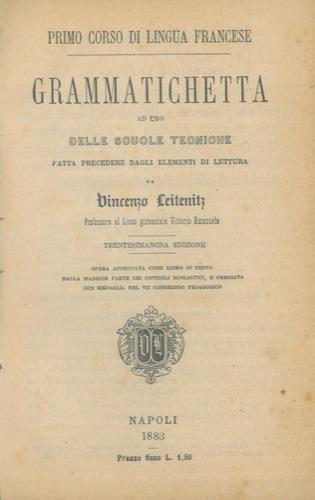 PRIMO CORSO DI LINGUA FRANCESE
GRAMMATICHETTA
AD USO
DELLE SCUOLE TECNICHE
FATTA PRECEDERE DAGLI ELEMENTI DI LETTURA
DA
Vincenzo Leitenitz
Professore al Liceo ginnasiale Vittorio Emanuele
TRENTESIMANONA EDIZIONE
OPERA APPROVATA COME LIBRO DI TESTO
DALLA MAGGIOR PARTE DEI CONSIGLI SCOLASTICI, E PREMIATA
CON MEDAGLIA NEL VII CONGRESSO PEDAGOGICO
NAPOLI
1883
Prezzo fisso L. 1,50